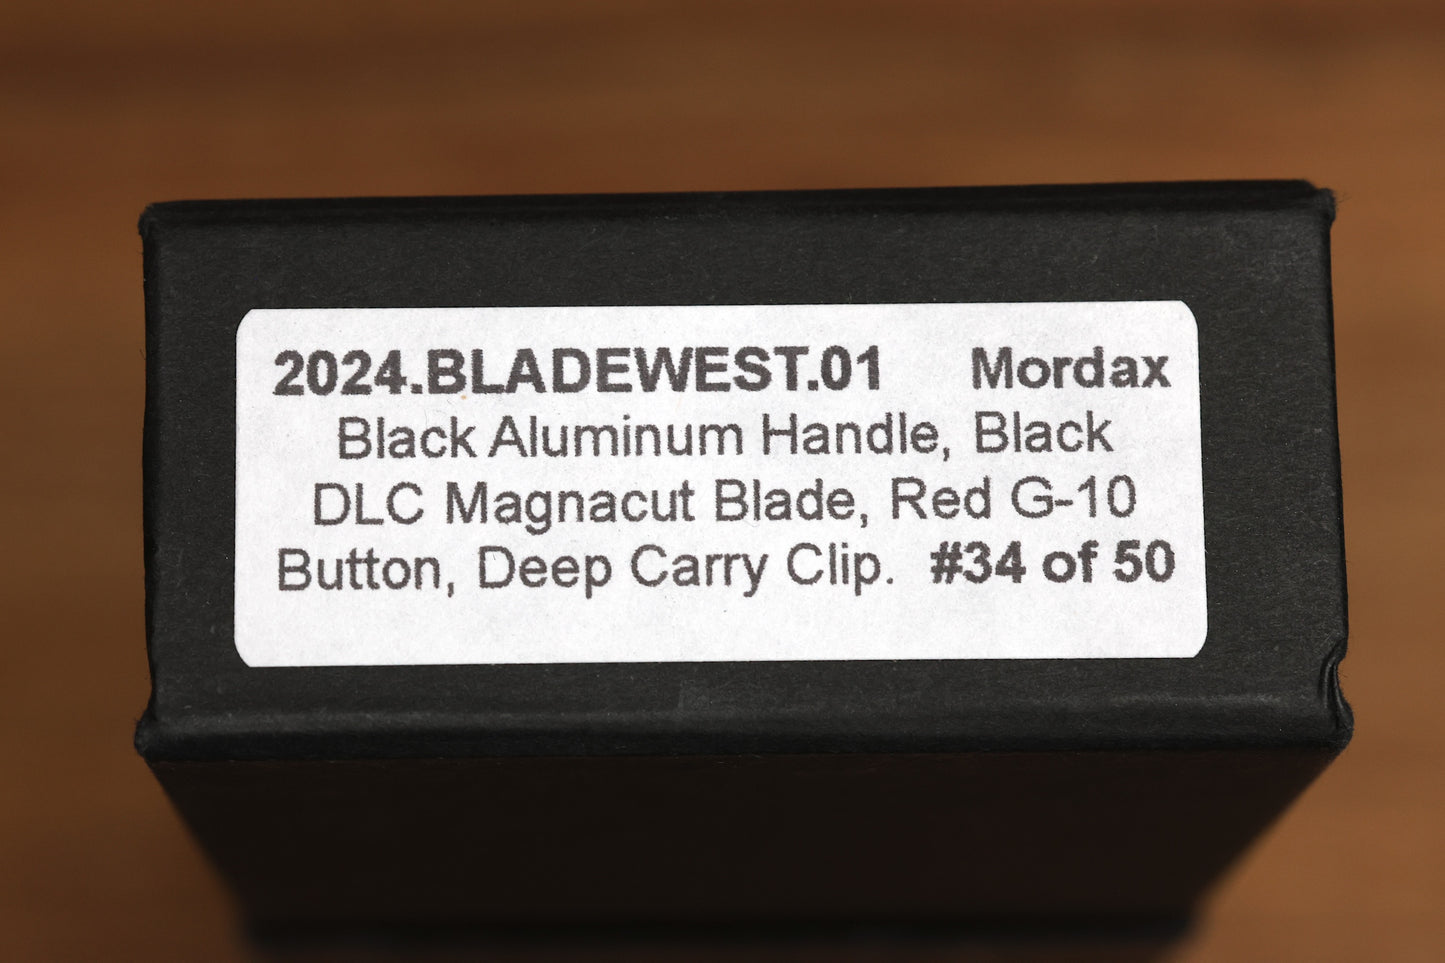 2024.BLADEWEST.01 Mordax
Black Aluminum Handle, Black
DLC Magnacut Blade, Red G-10
Button, Deep Carry Clip. #34 of 50